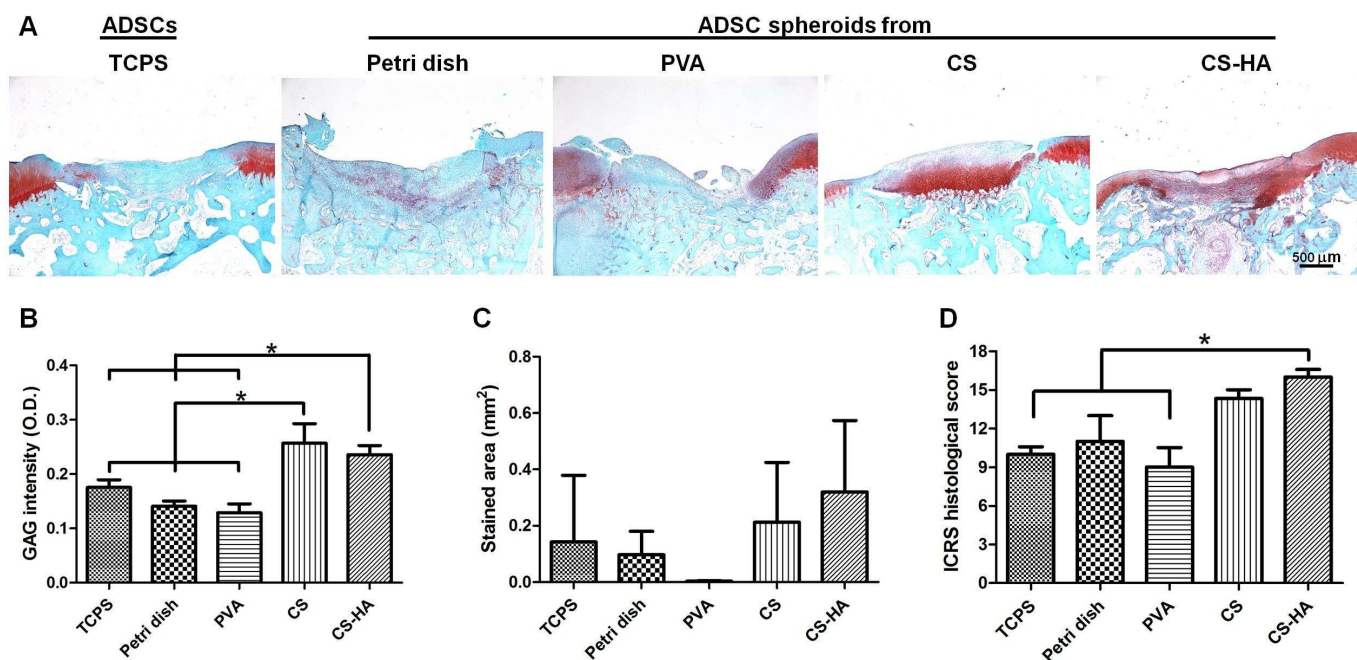 A
ADSCs
ADSC spheroids from
TCPS
Petri dish
PVA
CS
CS-HA
500 μm
B
GAG intensity (O.D.)
0.4
0.3
0.2
0.1
0.0
*
*
TCPS
Petri dish
PVA
CS
CS-HA
C
Stained area (mm²)
0.8
0.6
0.4
0.2
0.0
TCPS
Petri dish
PVA
CS
CS-HA
D
ICRS histological score
18
15
12
9
6
3
0
*
TCPS
Petri dish
PVA
CS
CS-HA